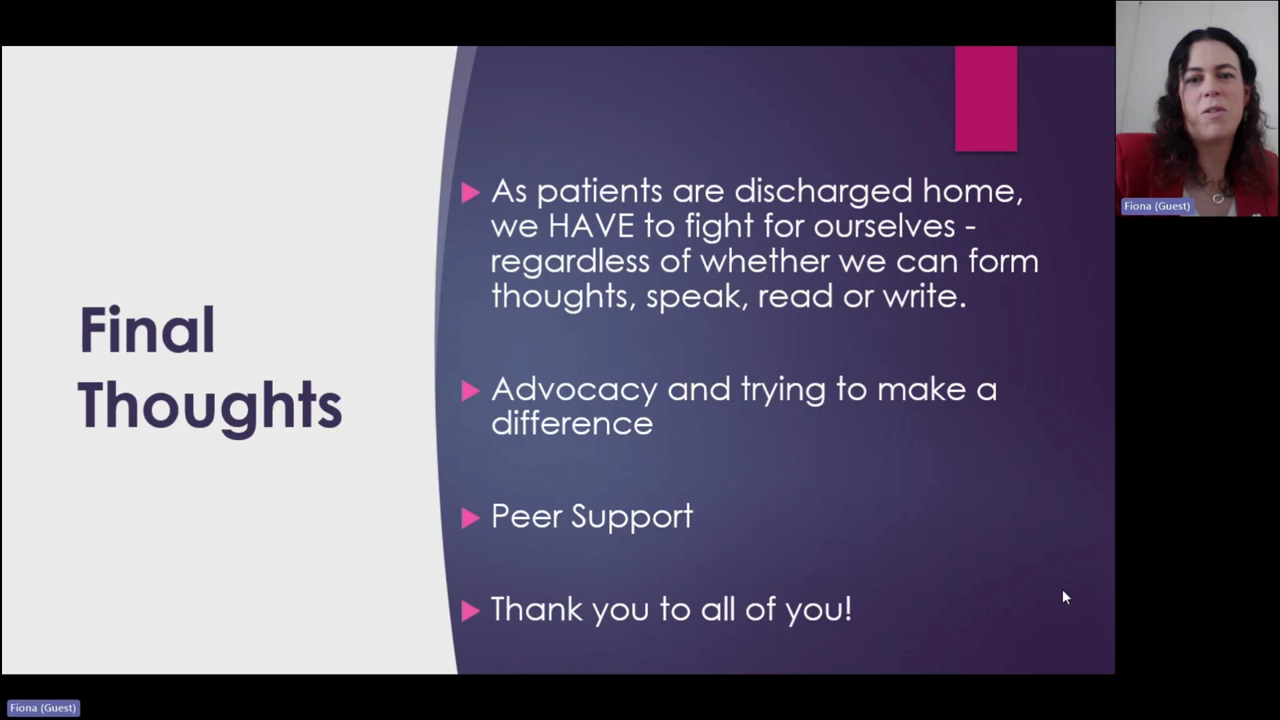 Final
Thoughts
As patients are discharged home,
we HAVE to fight for ourselves -
regardless of whether we can form
thoughts, speak, read or write.
Advocacy and trying to make a
difference
Peer Support
Thank you to all of you!
Fiona (Guest)
Fiona (Guest)